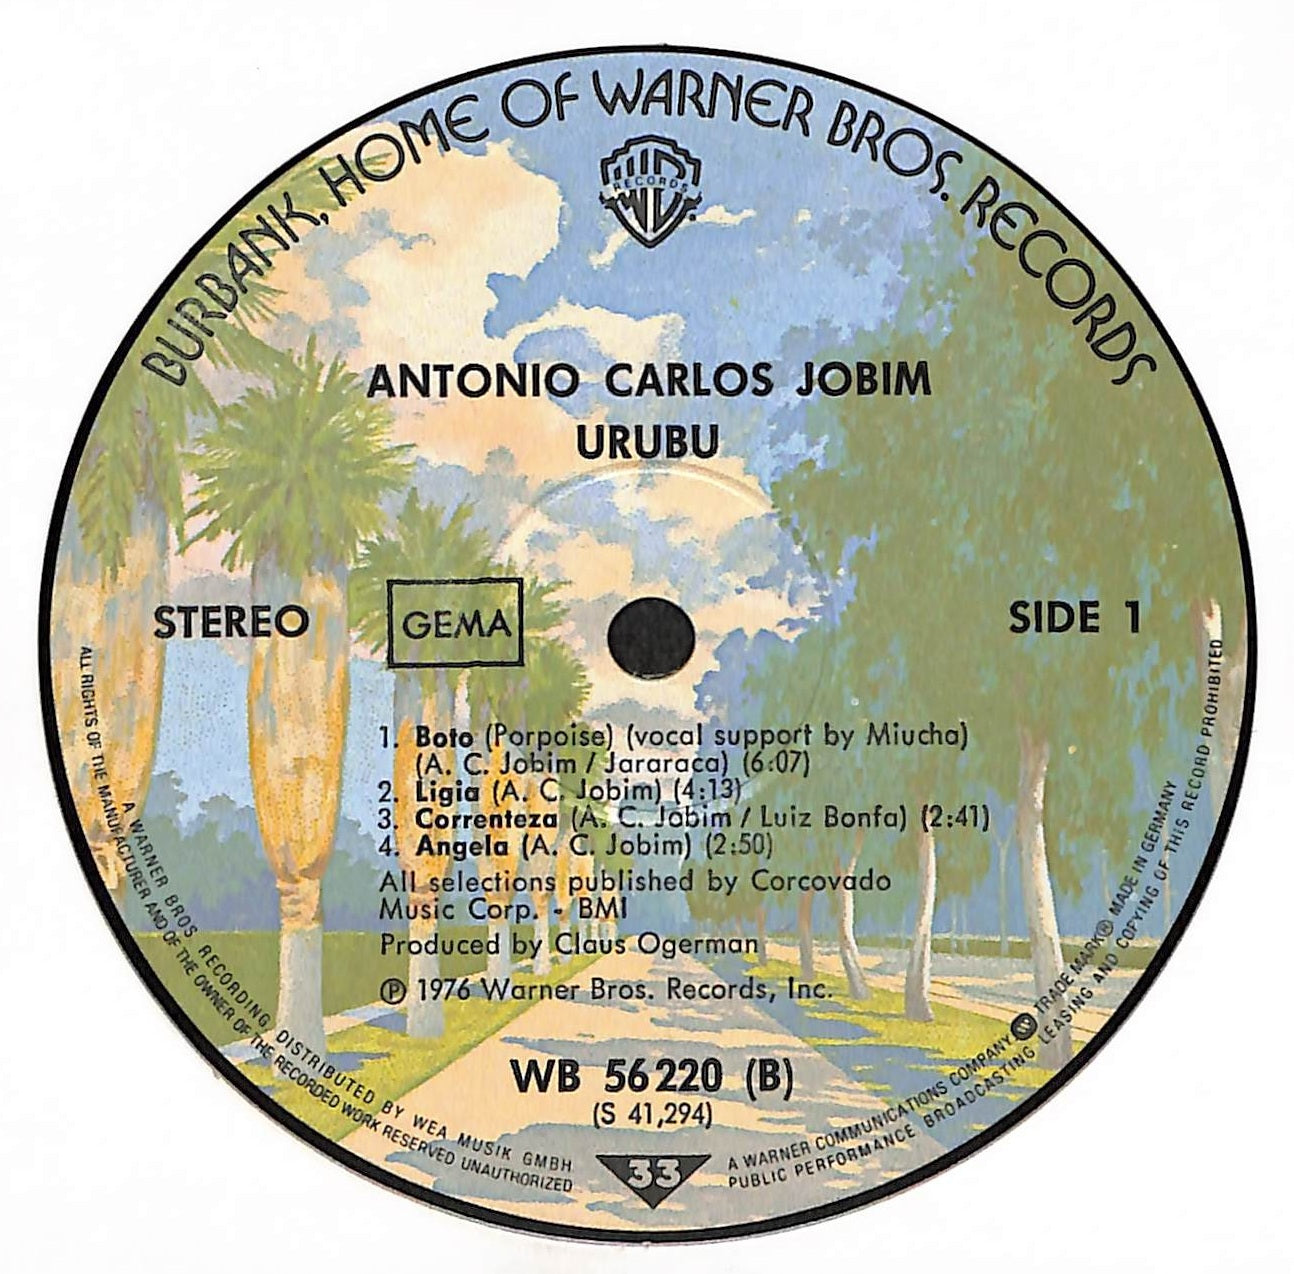 BURBANK, HOME OF WARNER BROS. RECORDS
RECORDS
ANTONIO CARLOS JOBIM
URUBU
STEREO
GEMA
SIDE 1
1. Boto (Porpoise) (vocal support by Miucha)
(A. C. Jobim / Jararaca) (6:07)
2. Ligia (A. C. Jobim) (4:13)
3. Correnteza (A. C. Jobim / Luiz Bonfa) (2:41)
4. Angela (A. C. Jobim) (2:50)
All selections published by Corcovado
Music Corp. - BMI
Produced by Claus Ogerman
℗ 1976 Warner Bros. Records, Inc.
WB 56 220 (B)
(S 41,294)
33
A WARNER BROS. RECORDING DISTRIBUTED BY WEA MUSIK GMBH
A WARNER COMMUNICATIONS COMPANY TRADE MARK® MADE IN GERMANY
ALL RIGHTS OF THE MANUFACTURER AND OF THE OWNER OF THE RECORDED WORK RESERVED UNAUTHORIZED
PUBLIC PERFORMANCE BROADCASTING LEASING AND COPYING OF THIS RECORD PROHIBITED